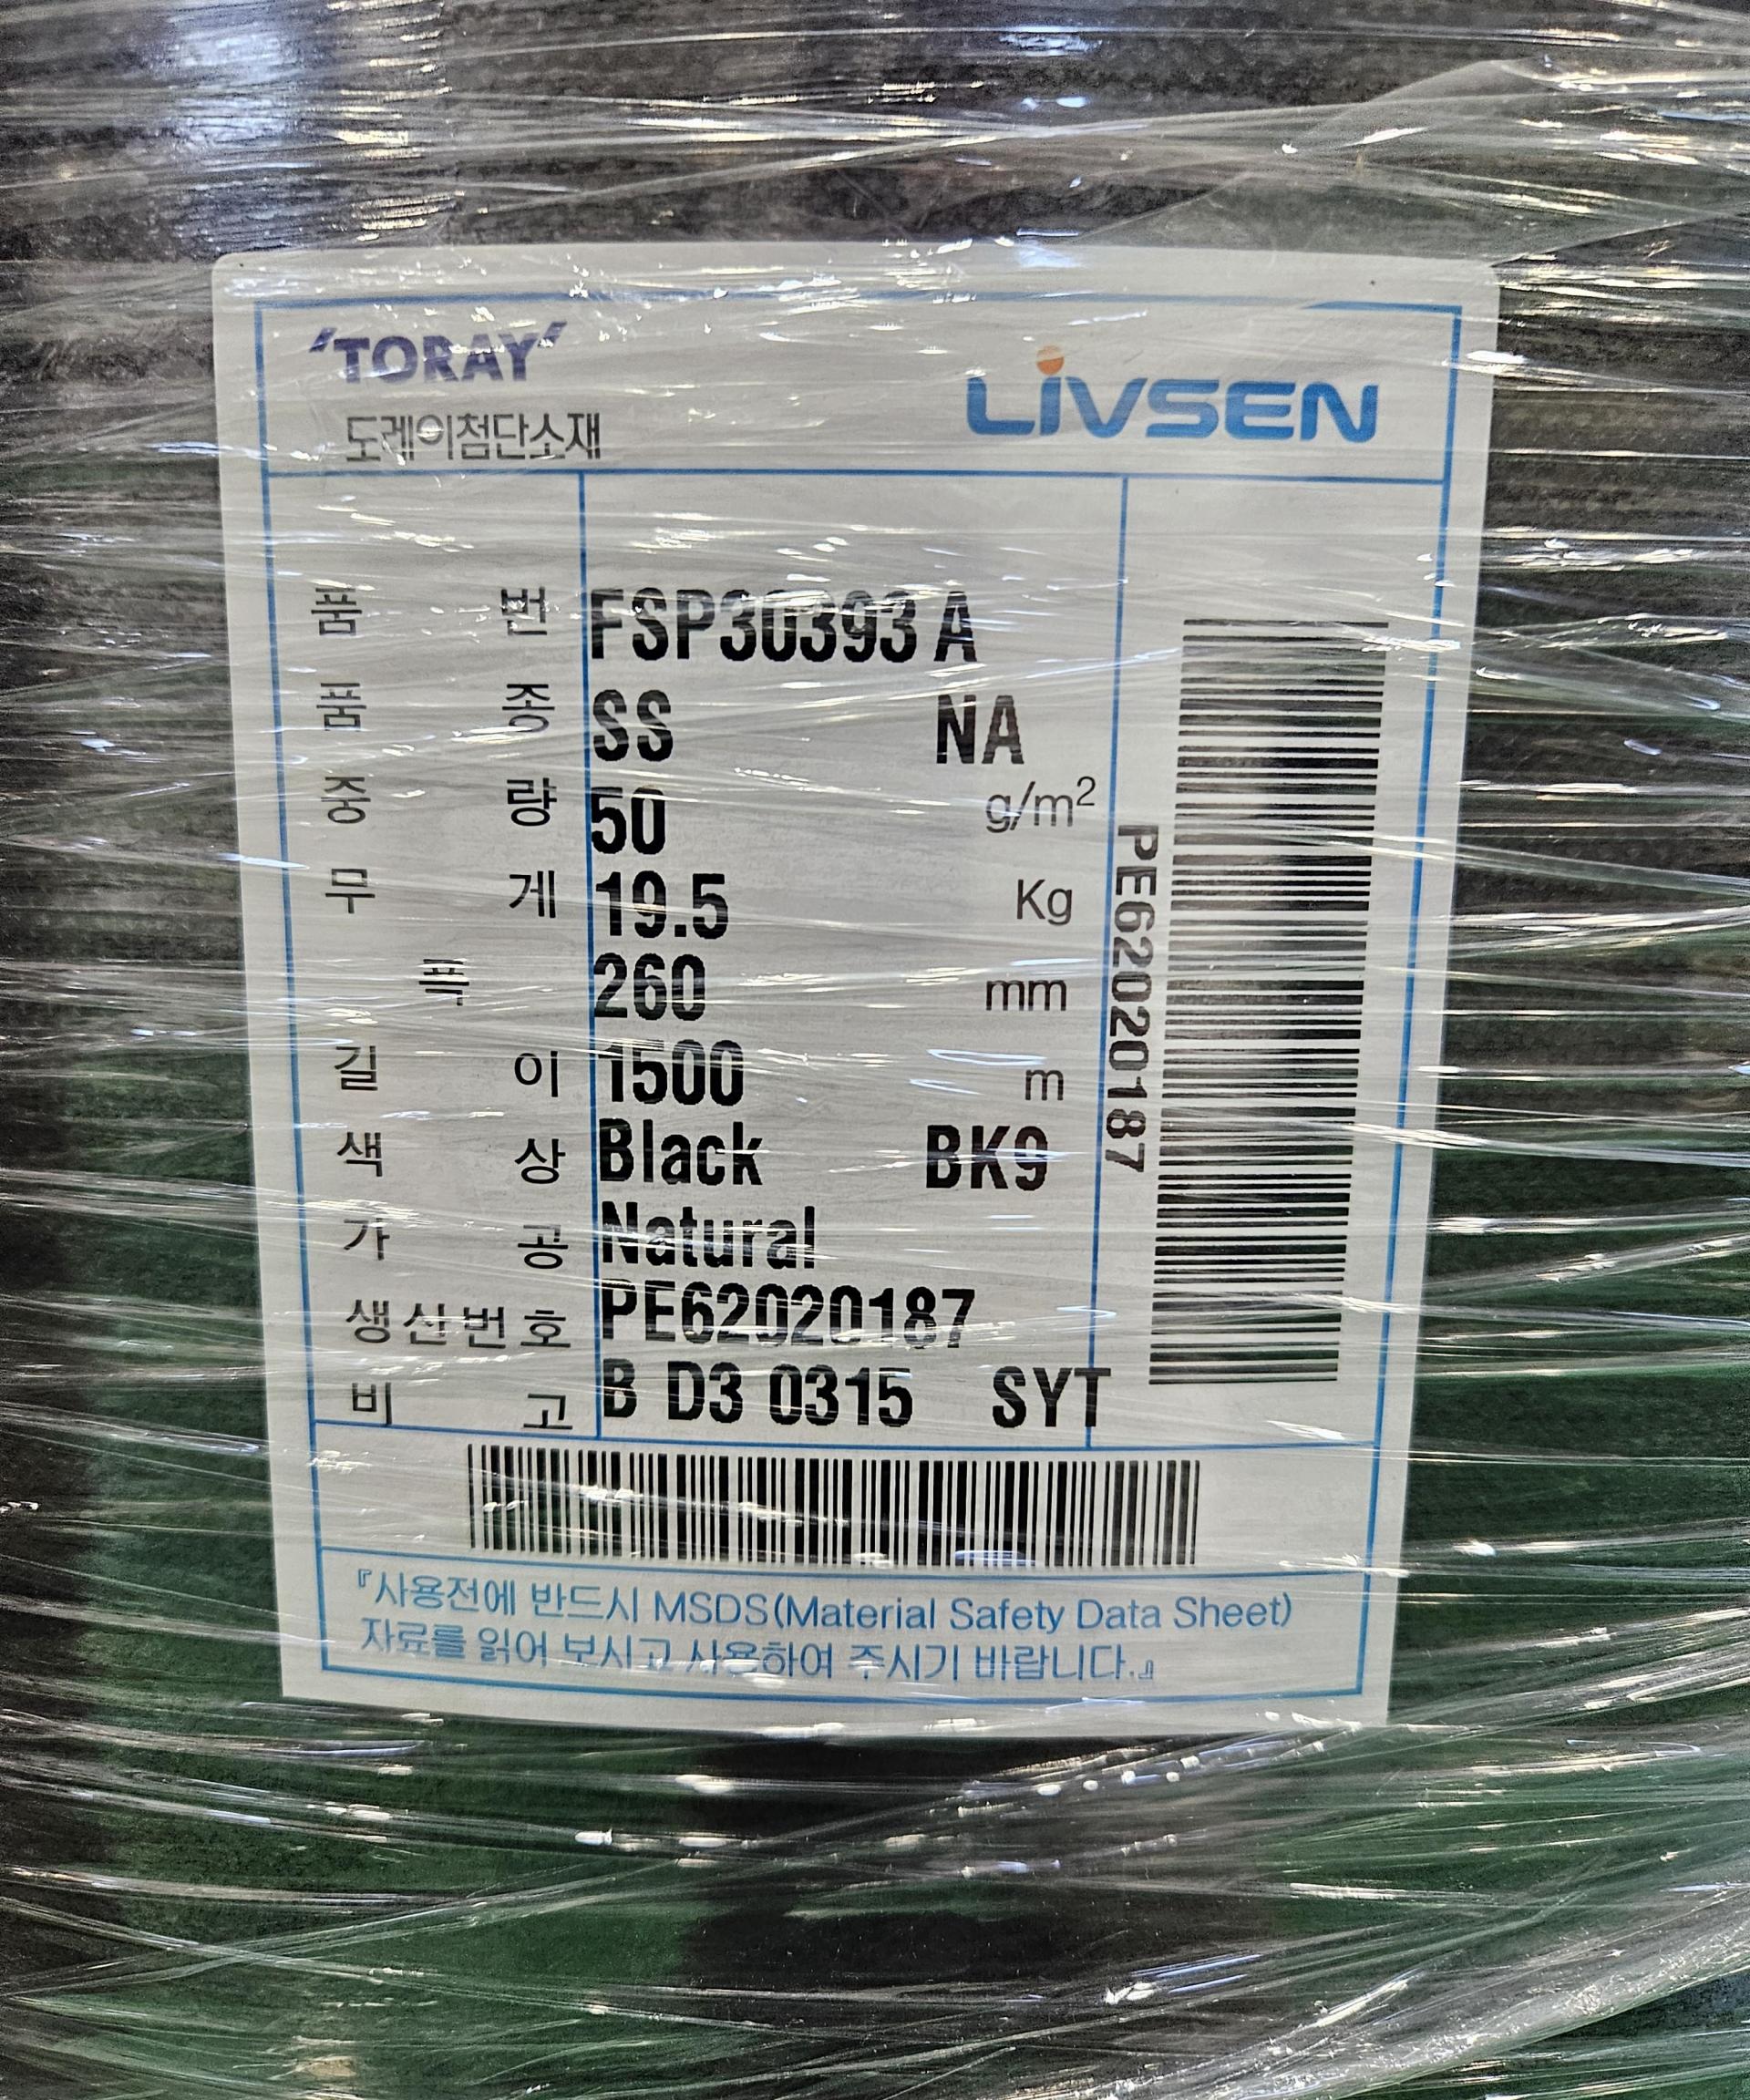 TORAY
도레이첨단소재
LIVSEN
품 번 FSP30393 A
품 종 SS NA
중 량 50 g/m²
무 게 19.5 Kg
폭 260 mm
길 이 1500 m
색 상 Black BK9
가 공 Natural
생산번호 PE62020187
비 고 B D3 0315 SYT
PE62020187
『사용전에 반드시 MSDS(Material Safety Data Sheet)
자료를 읽어 보시고 사용하여 주시기 바랍니다.』